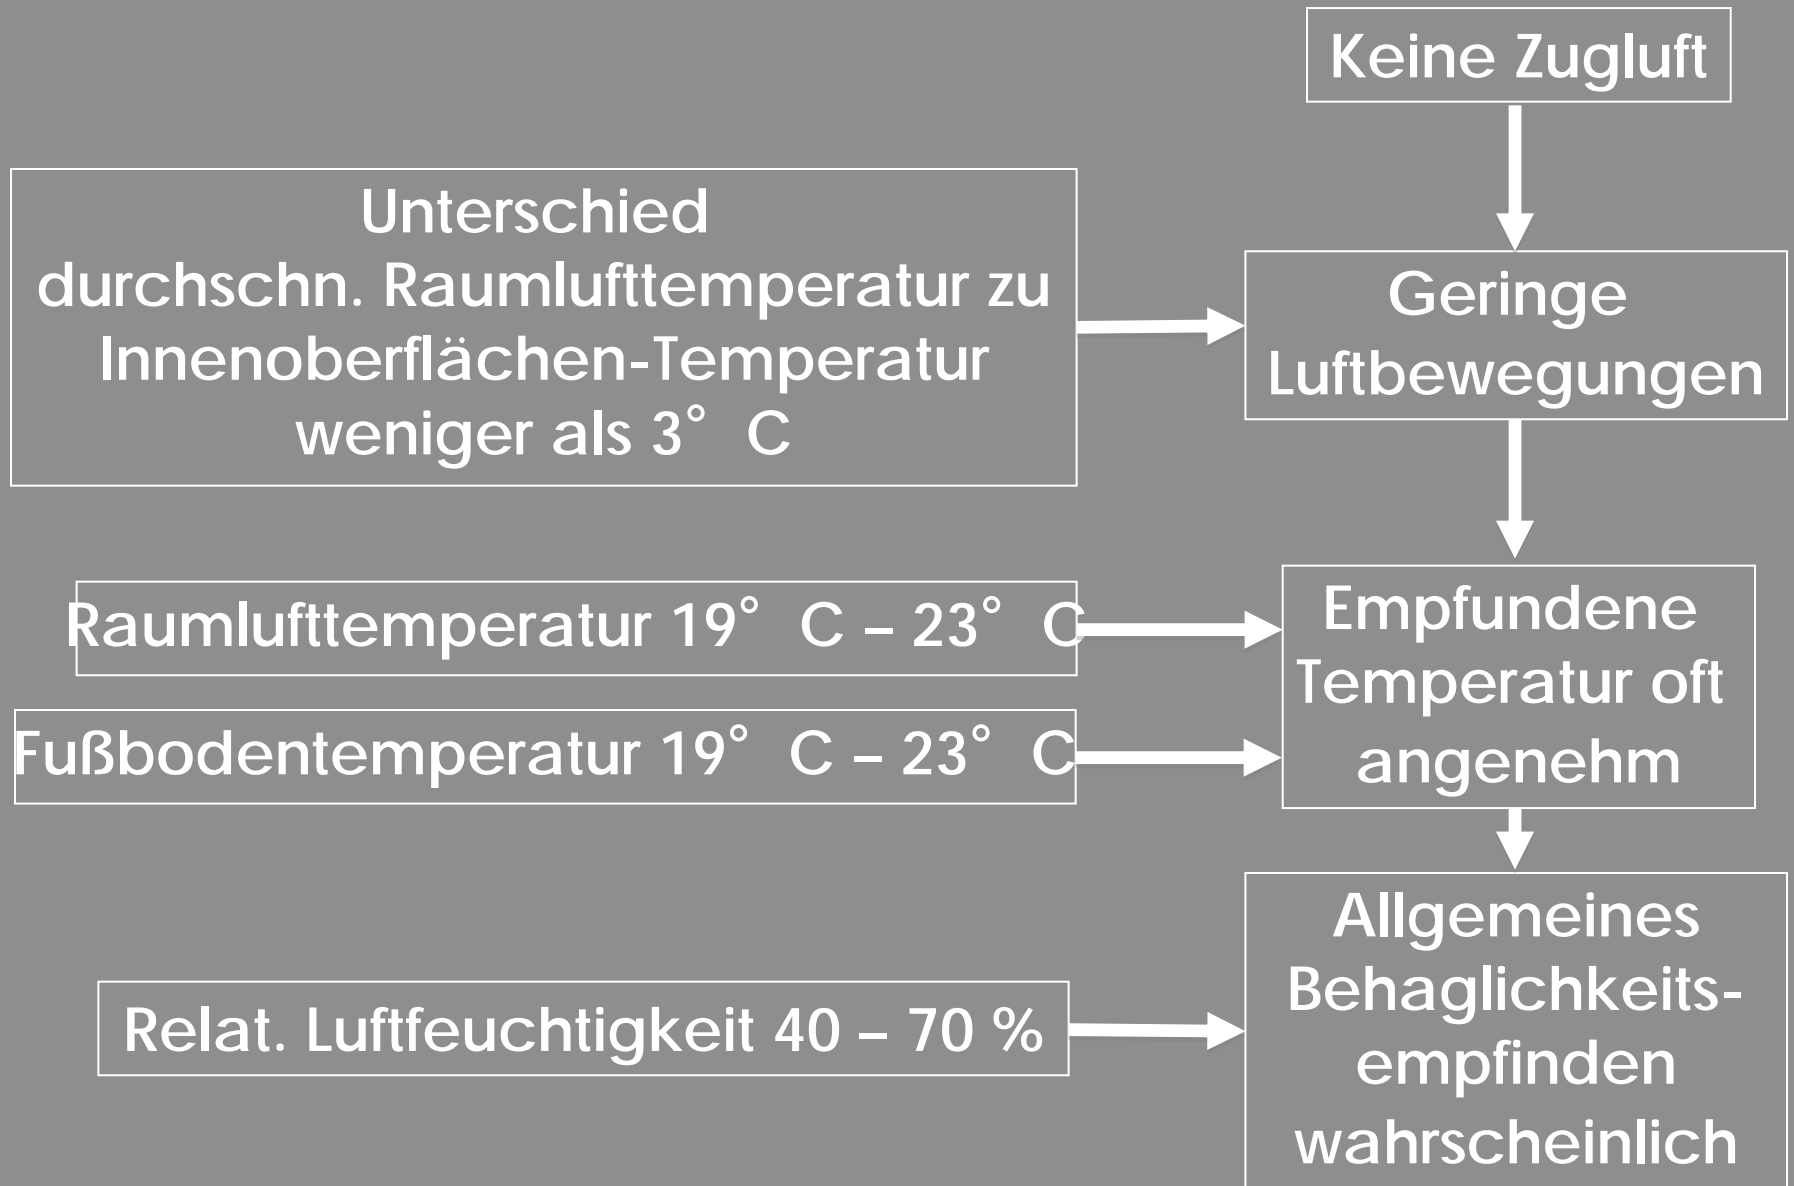 Keine Zugluft
Unterschied
durchschn. Raumlufttemperatur zu
Innenoberflächen-Temperatur
weniger als 3° C
Geringe
Luftbewegungen
Raumlufttemperatur 19° C – 23° C
Fußbodentemperatur 19° C – 23° C
Empfundene
Temperatur oft
angenehm
Relat. Luftfeuchtigkeit 40 – 70 %
Allgemeines
Behaglichkeits-
empfinden
wahrscheinlich